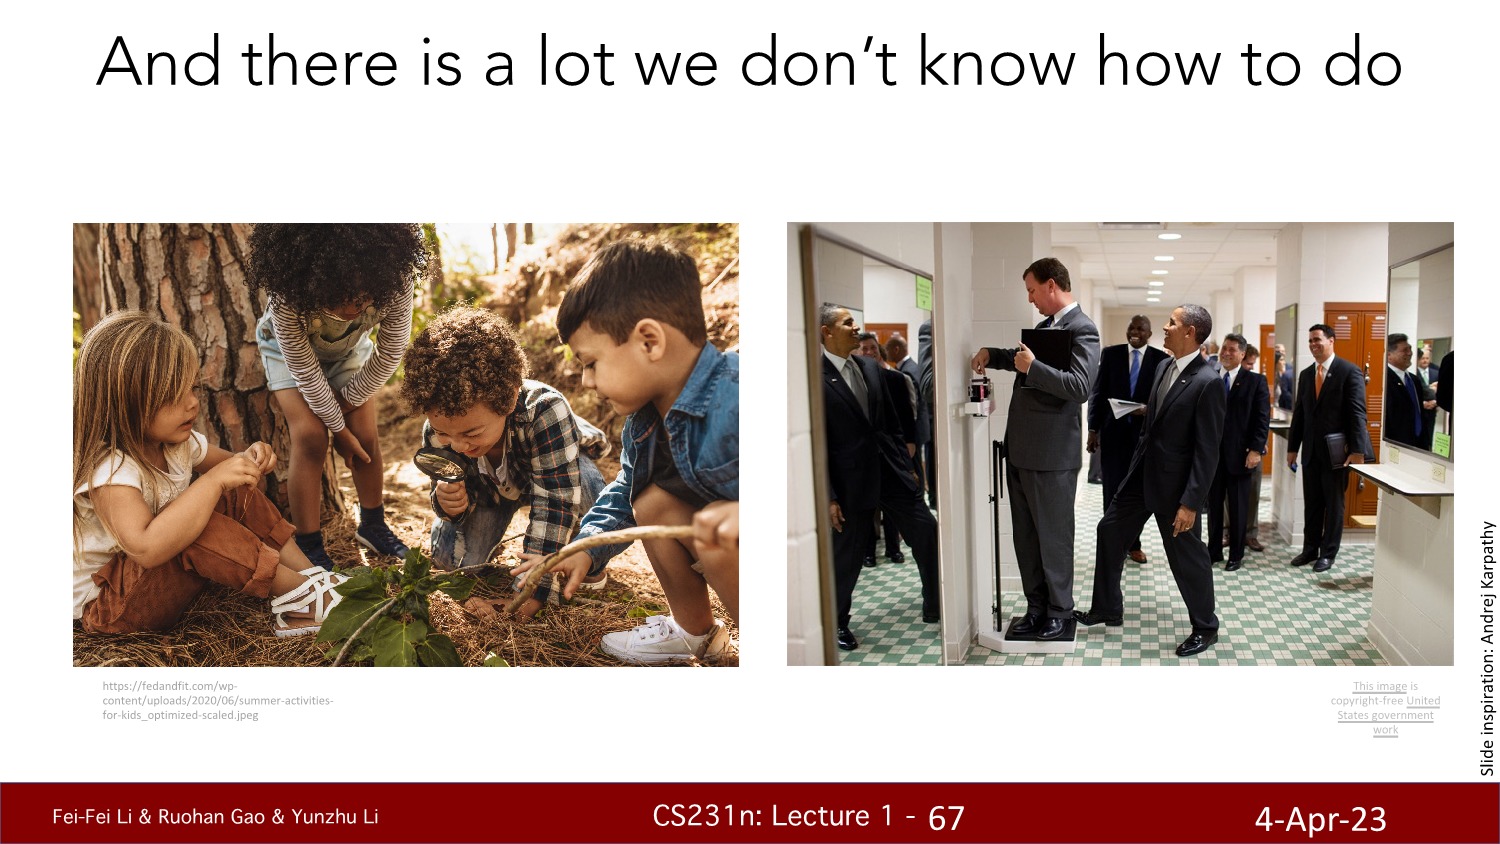 And there is a lot we don't know how to do
https://fedandfit.com/wp-
content/uploads/2020/06/summer-activities-
for-kids_optimized-scaled.jpeg
This image is
copyright-free United
States government
work
Slide inspiration: Andrej Karpathy
Fei-Fei Li & Ruohan Gao & Yunzhu Li
CS231n: Lecture 1 - 67
4-Apr-23